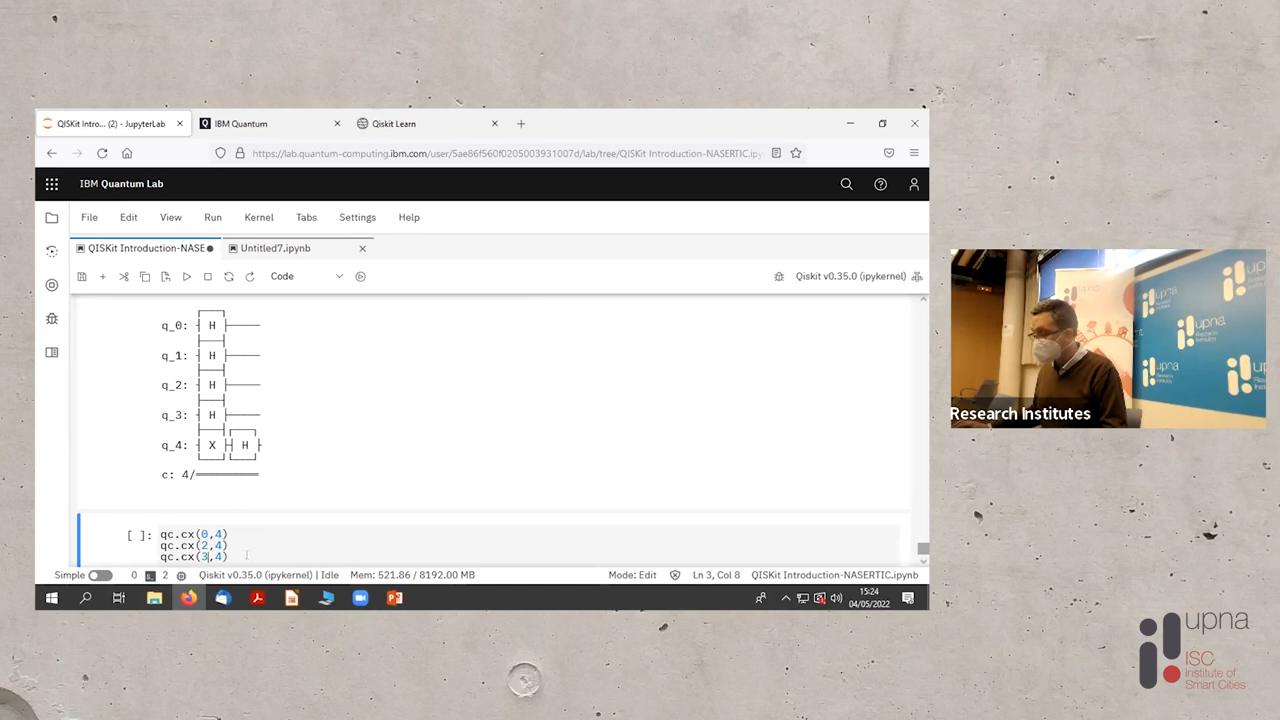 QISKit Intro... (2) - JupyterLab
IBM Quantum
Qiskit Learn
https://lab.quantum-computing.ibm.com/user/5ae86f560f0205003931007d/lab/tree/QISKit Introduction-NASERTIC.ipy
IBM Quantum Lab
File Edit View Run Kernel Tabs Settings Help
QISKit Introduction-NASE
Untitled7.ipynb
Code
Qiskit v0.35.0 (ipykernel)
q_0: H
q_1: H
q_2: H
q_3: H
q_4: X H
c: 4/
[ ]: qc.cx(0,4)
qc.cx(2,4)
qc.cx(3,4)
Simple 0 2 Qiskit v0.35.0 (ipykernel) | Idle Mem: 521.86 / 8192.00 MB Mode: Edit Ln 3, Col 8 QISKit Introduction-NASERTIC.ipynb
15:24
04/05/2022
upna
Research Institutes
upna
ISC
Institute of
Smart Cities